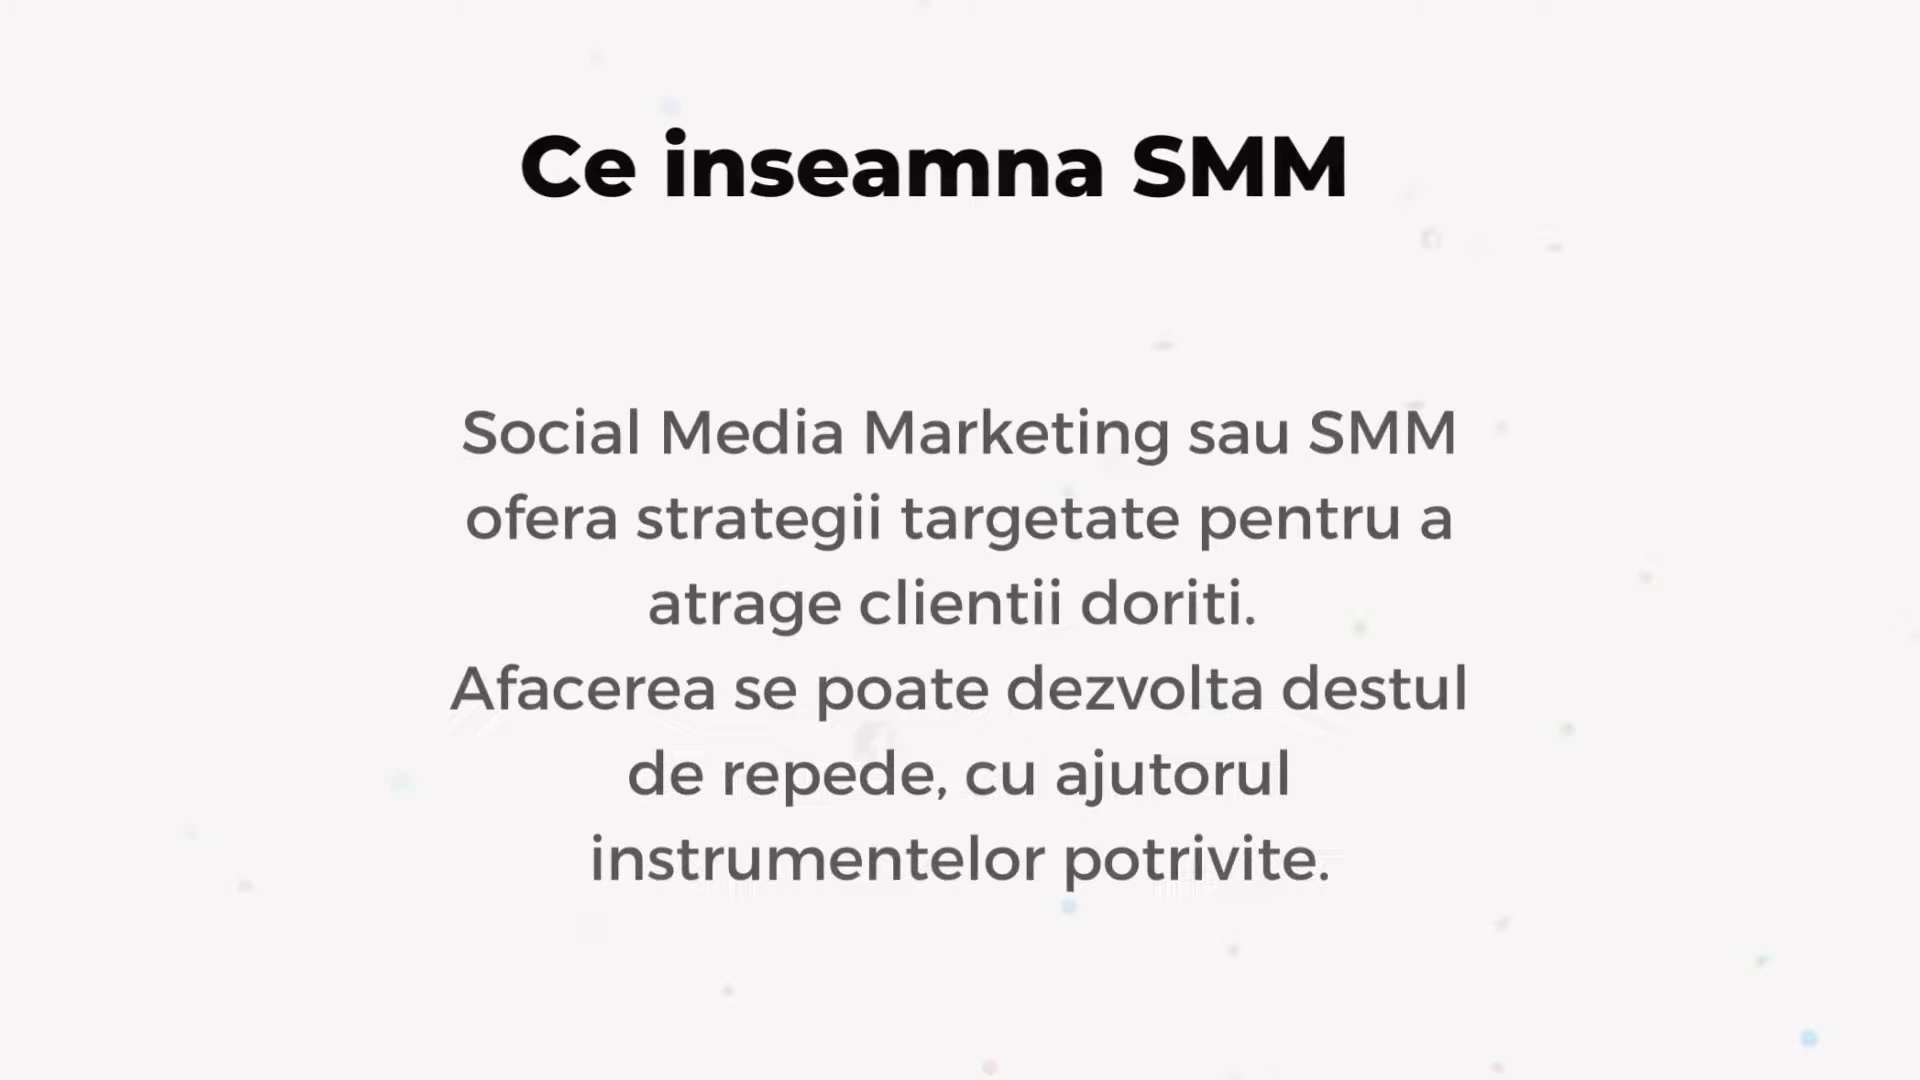 Ce inseamna SMM
Social Media Marketing sau SMM
ofera strategii targetate pentru a
atrage clientii doriti.
Afacerea se poate dezvolta destul
de repede, cu ajutorul
instrumentelor potrivite.